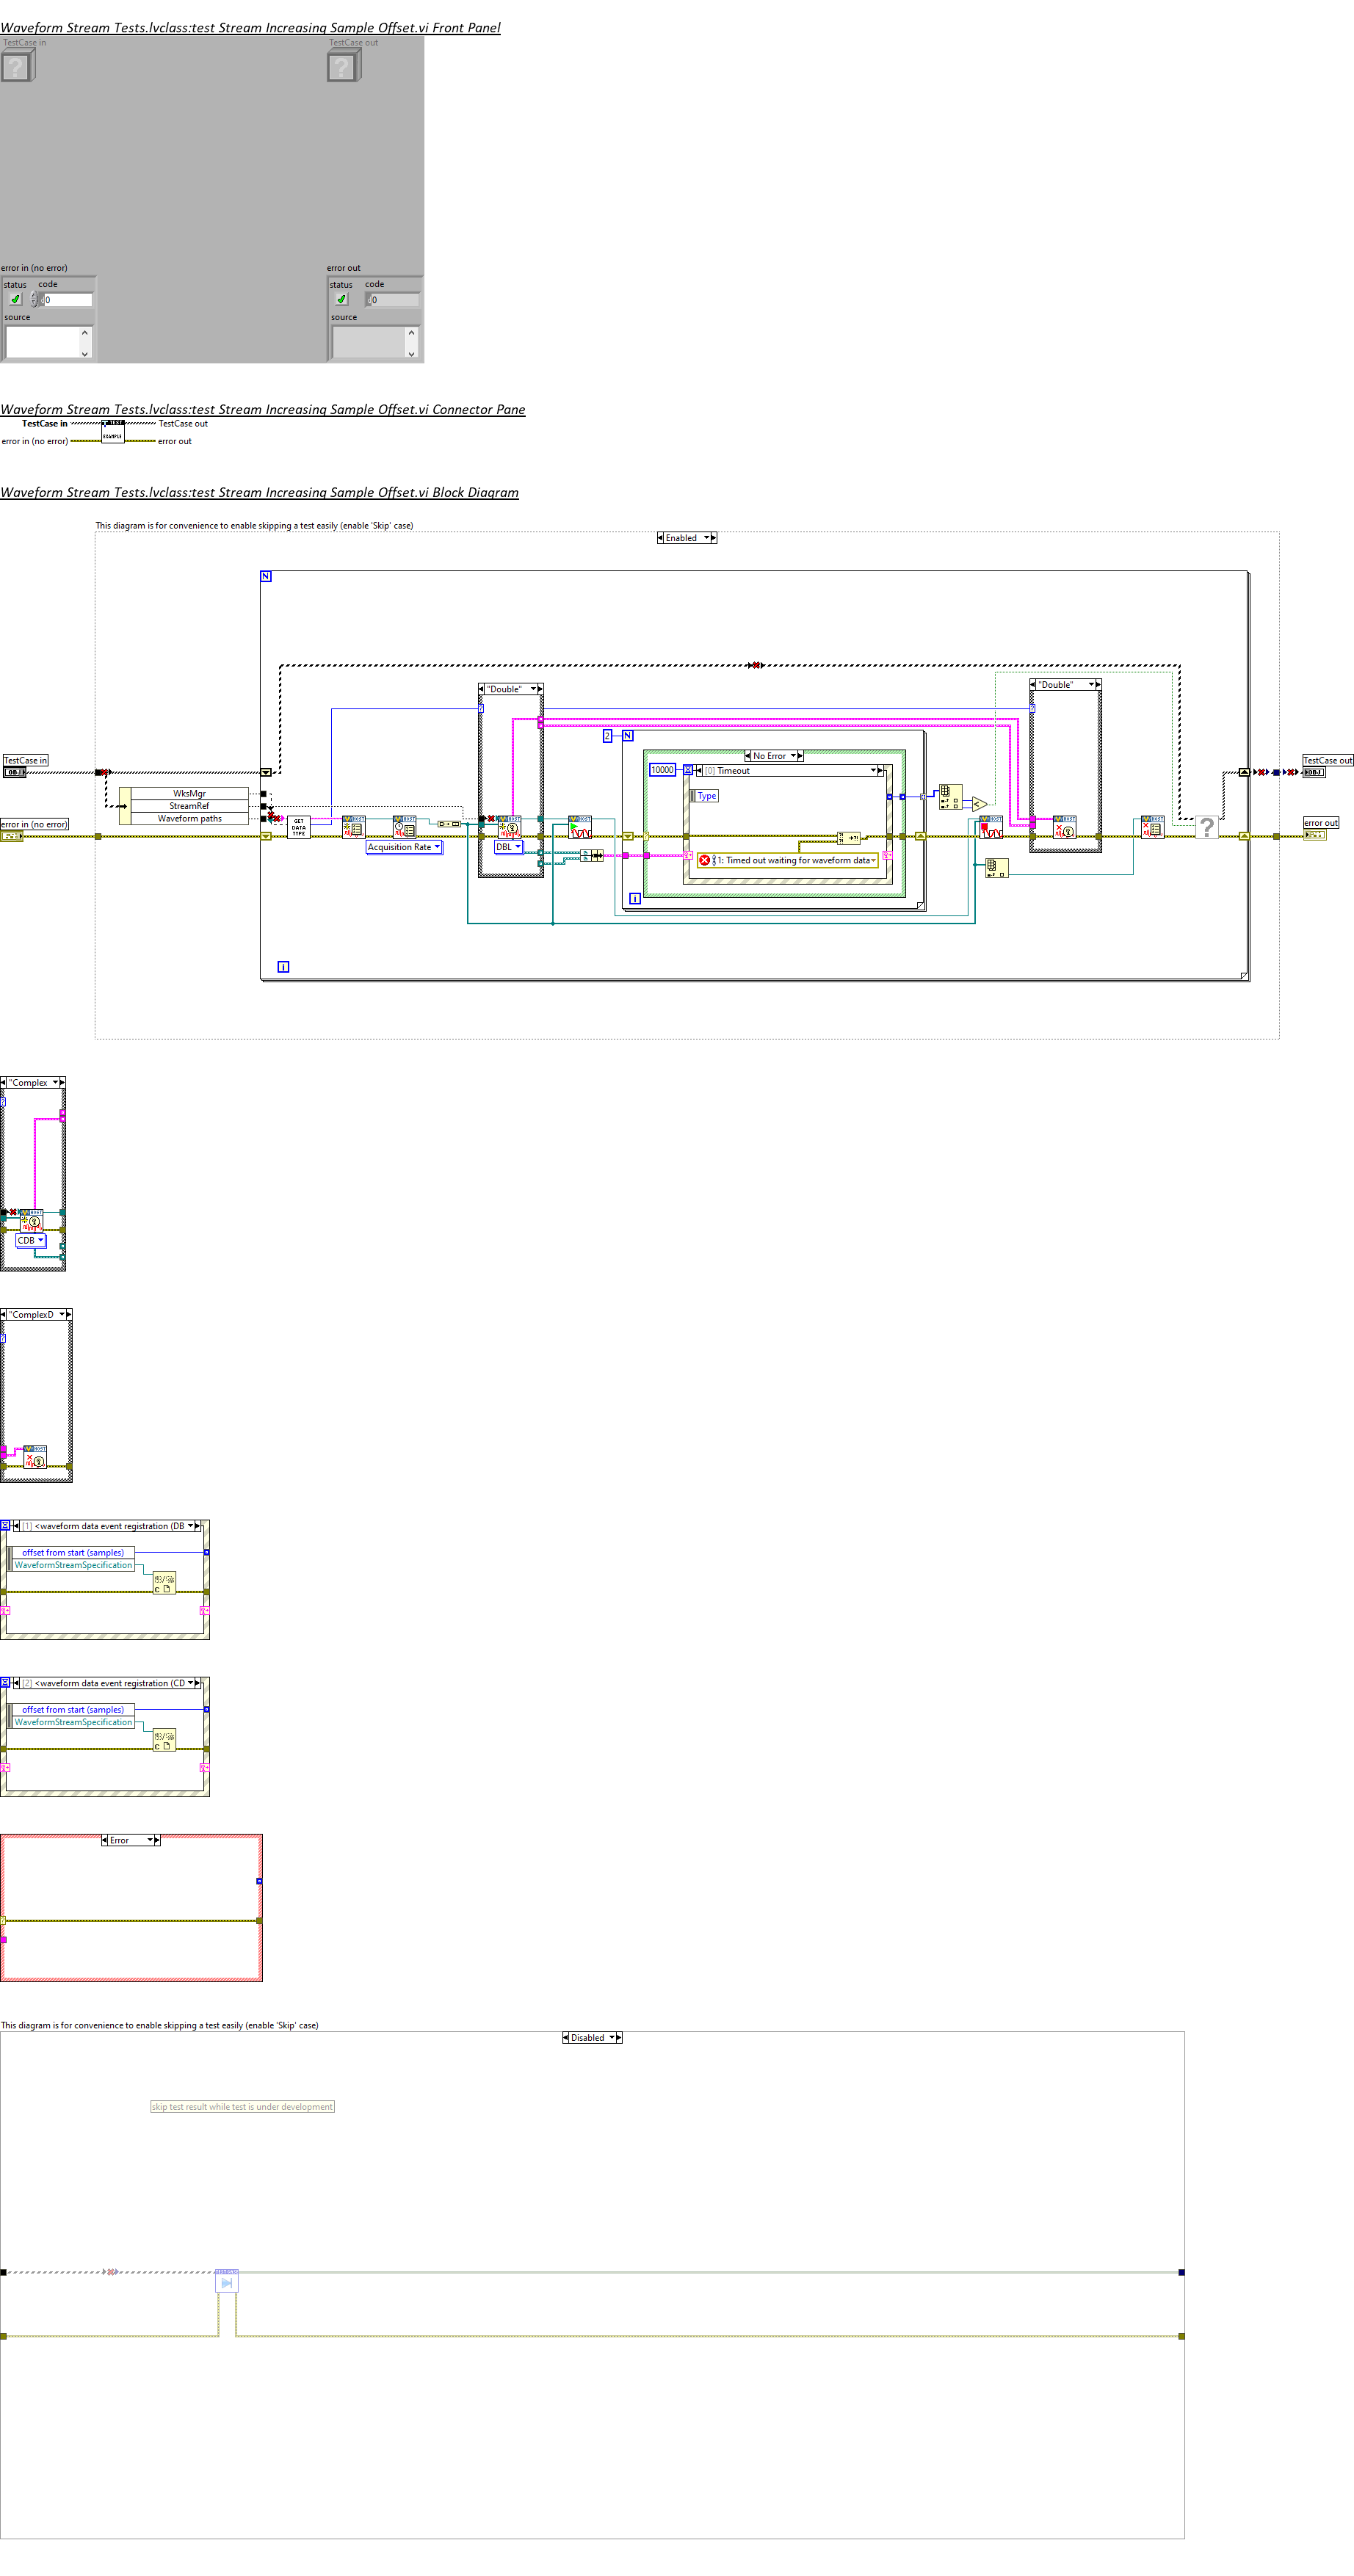 Waveform Stream Tests.lvclass:test Stream Increasing Sample Offset.vi Front Panel
TestCase in
TestCase out
error in (no error)
error out
status code
status code
0
0
source
source
Waveform Stream Tests.lvclass:test Stream Increasing Sample Offset.vi Connector Pane
TestCase in
TEST
EXAMPLE
TestCase out
error in (no error)
error out
Waveform Stream Tests.lvclass:test Stream Increasing Sample Offset.vi Block Diagram
This diagram is for convenience to enable skipping a test easily (enable 'Skip' case)
Enabled
N
"Double"
"Double"
2
N
No Error
10000
[0] Timeout
Type
TestCase in
OBJ
TestCase out
OBJ
WksMgr
StreamRef
Waveform paths
error in (no error)
error out
GET
DATA
TYPE
Acquisition Rate
DBL
1: Timed out waiting for waveform data
i
i
"Complex
CDB
"ComplexD
[1] <waveform data event registration (DB
offset from start (samples)
WaveformStreamSpecification
[2] <waveform data event registration (CD
offset from start (samples)
WaveformStreamSpecification
Error
This diagram is for convenience to enable skipping a test easily (enable 'Skip' case)
Disabled
skip test result while test is under development